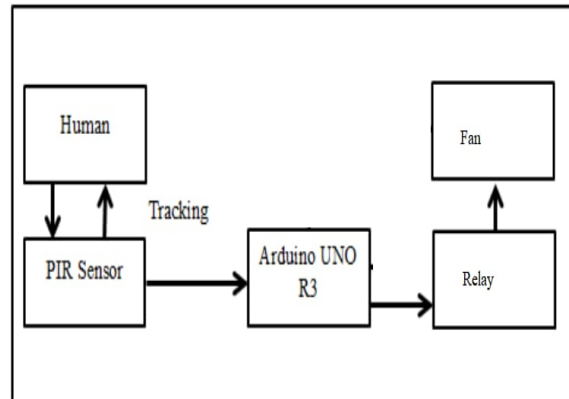 Human
Fan
Tracking
PIR Sensor
Arduino UNO
R3
Relay